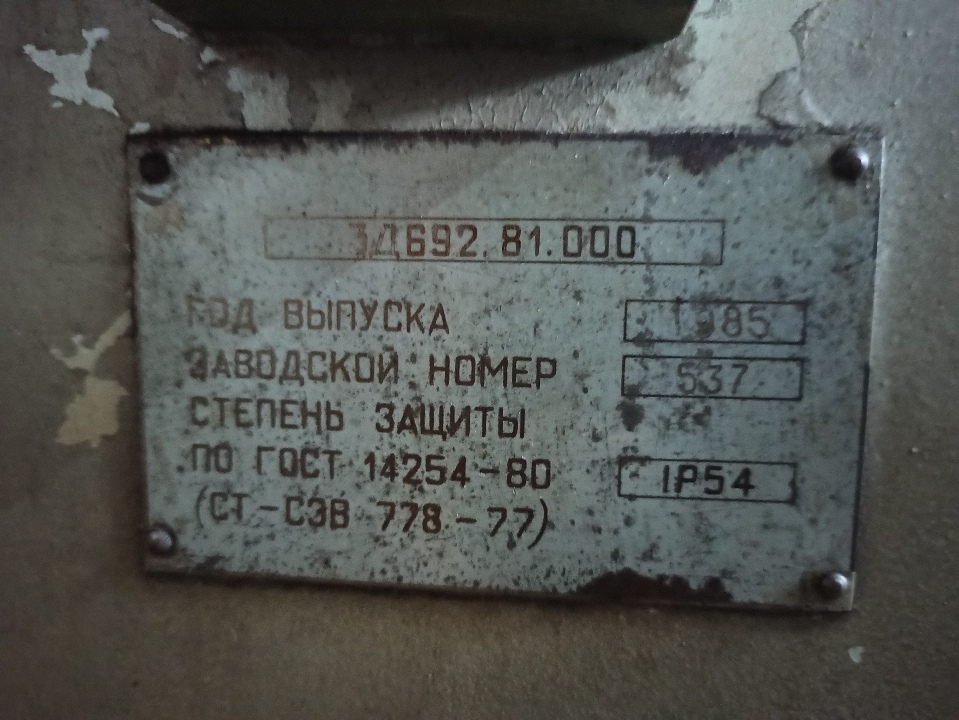 3Д692.81.000
ГОД ВЫПУСКА 1985
ЗАВОДСКОЙ НОМЕР 537
СТЕПЕНЬ ЗАЩИТЫ
ПО ГОСТ 14254-80 IP54
(СТ-СЭВ 778-77)